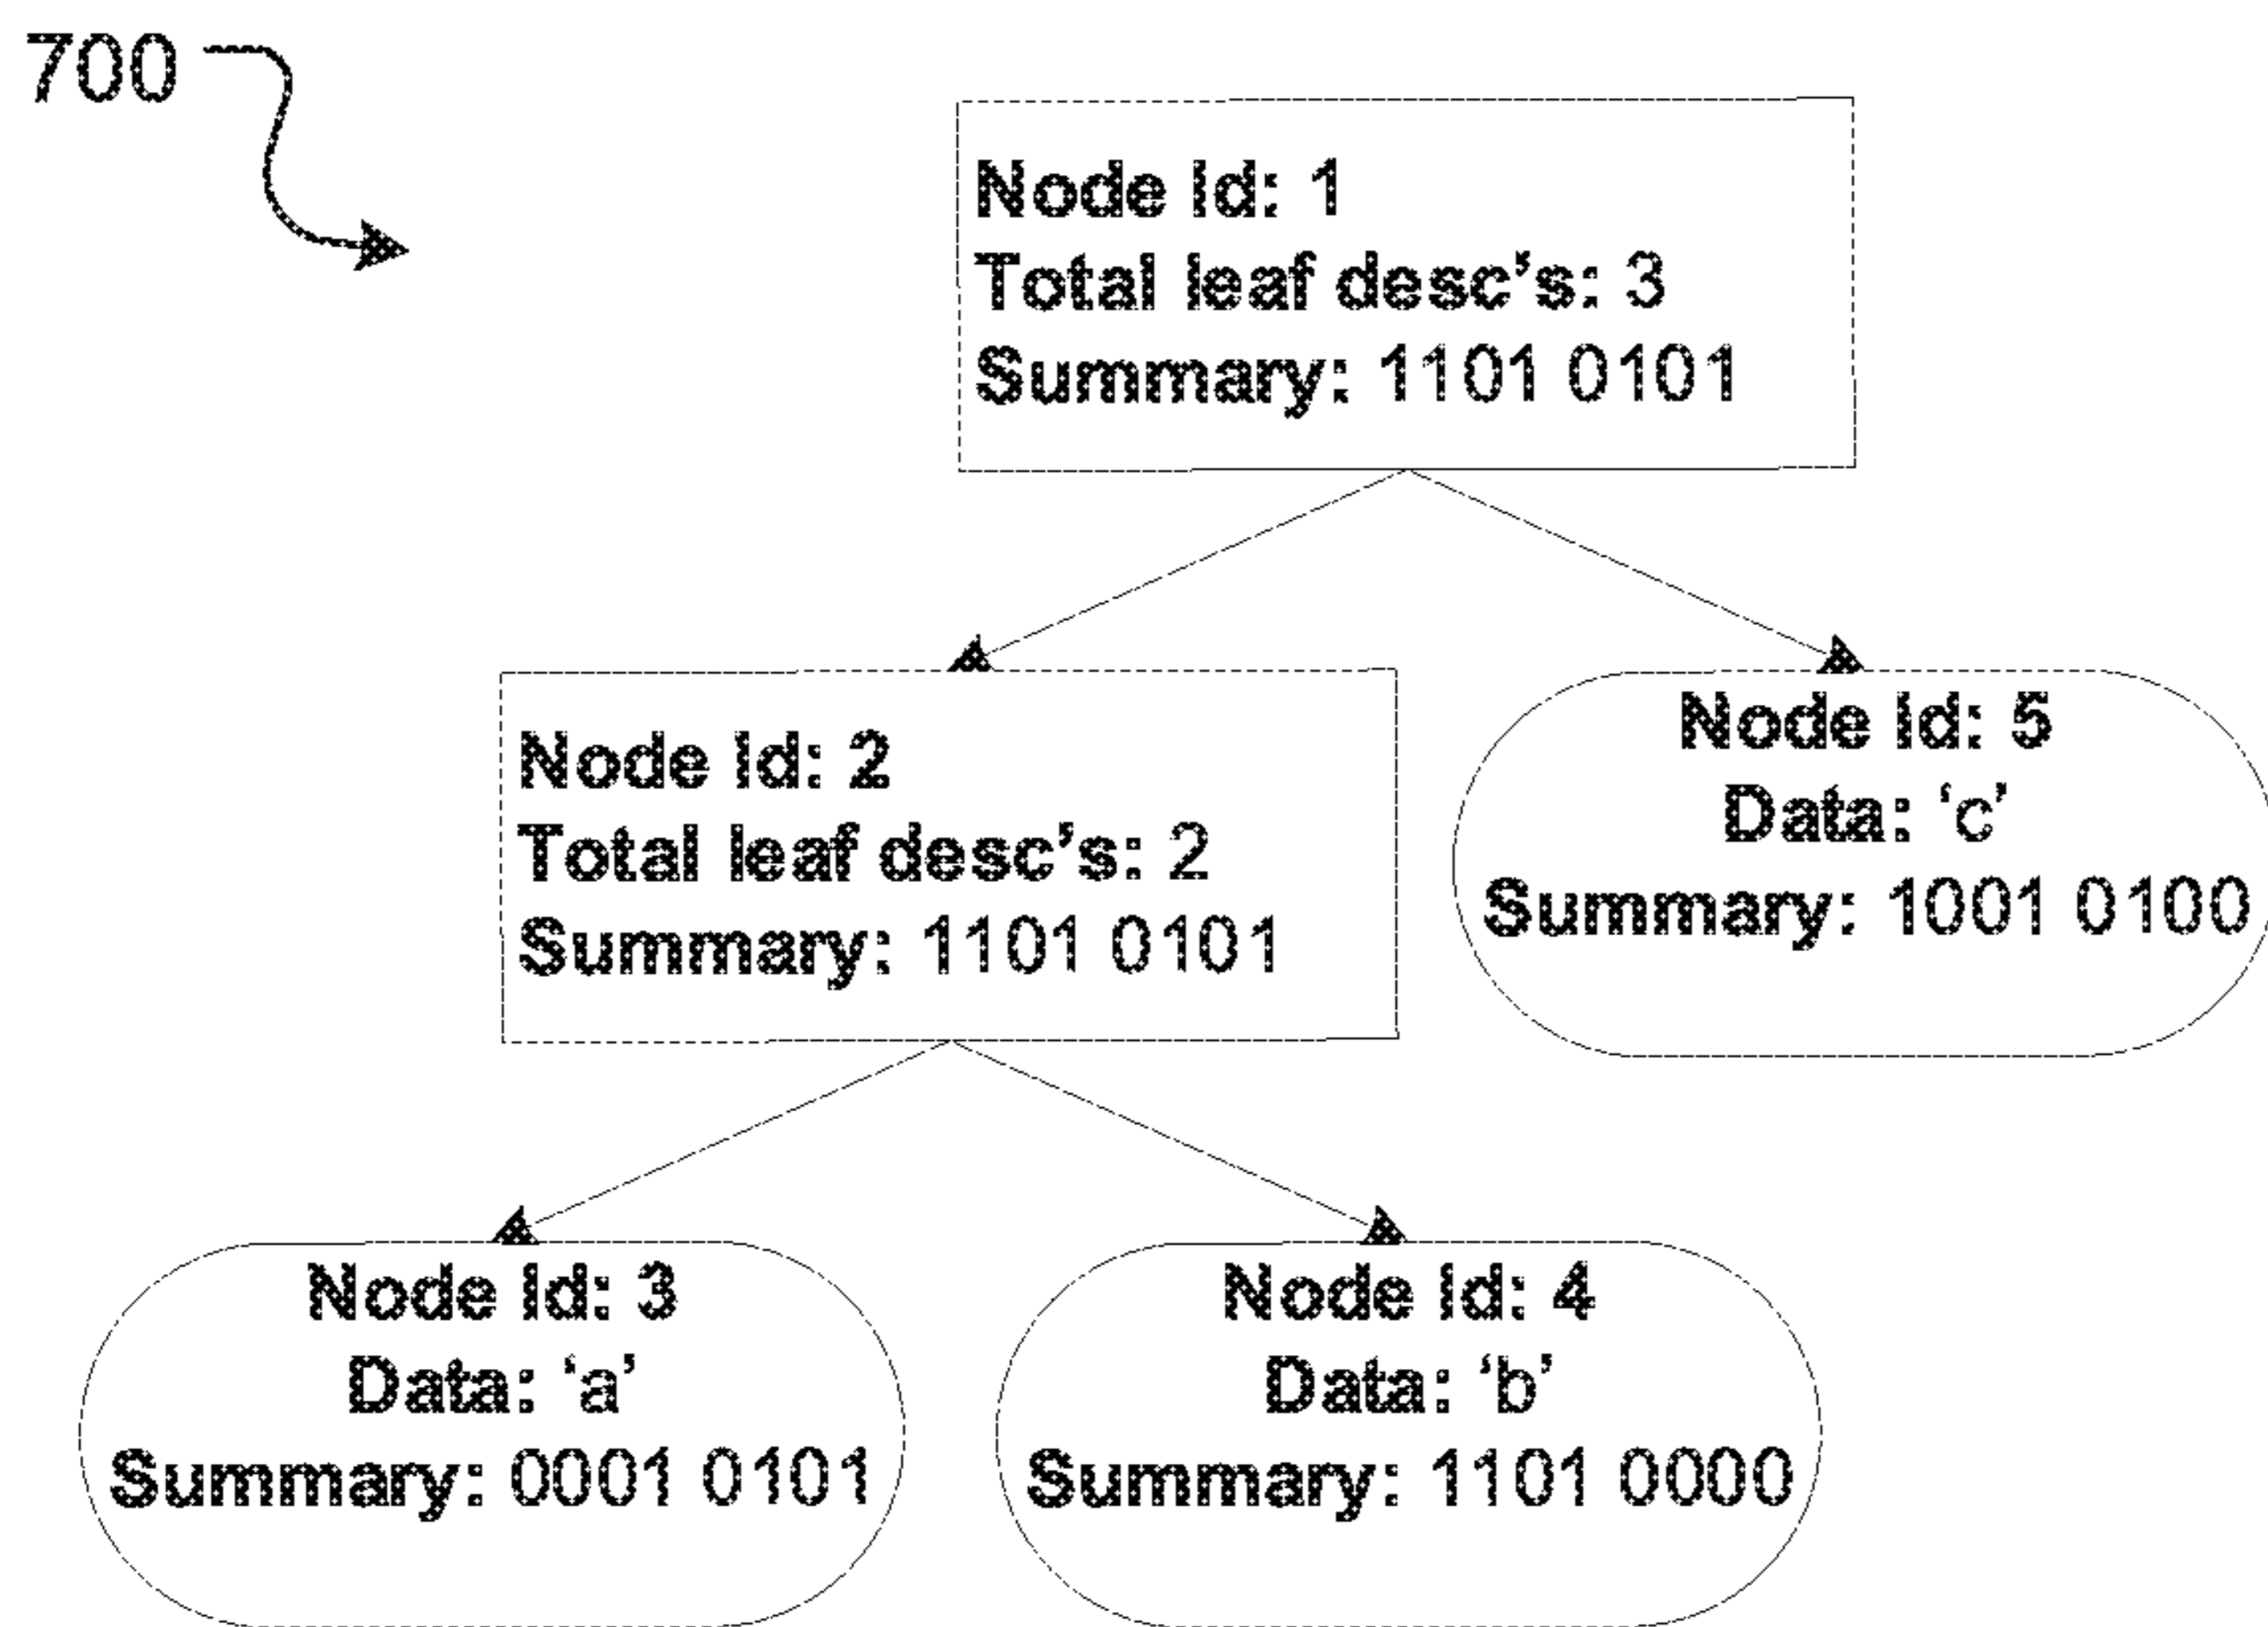 700
Node Id: 1
Total leaf desc's: 3
Summary: 1101 0101
Node Id: 2
Total leaf desc's: 2
Summary: 1101 0101
Node Id: 5
Data: ‘c’
Summary: 1001 0100
Node Id: 3
Data: ‘a’
Summary: 0001 0101
Node Id: 4
Data: ‘b’
Summary: 1101 0000